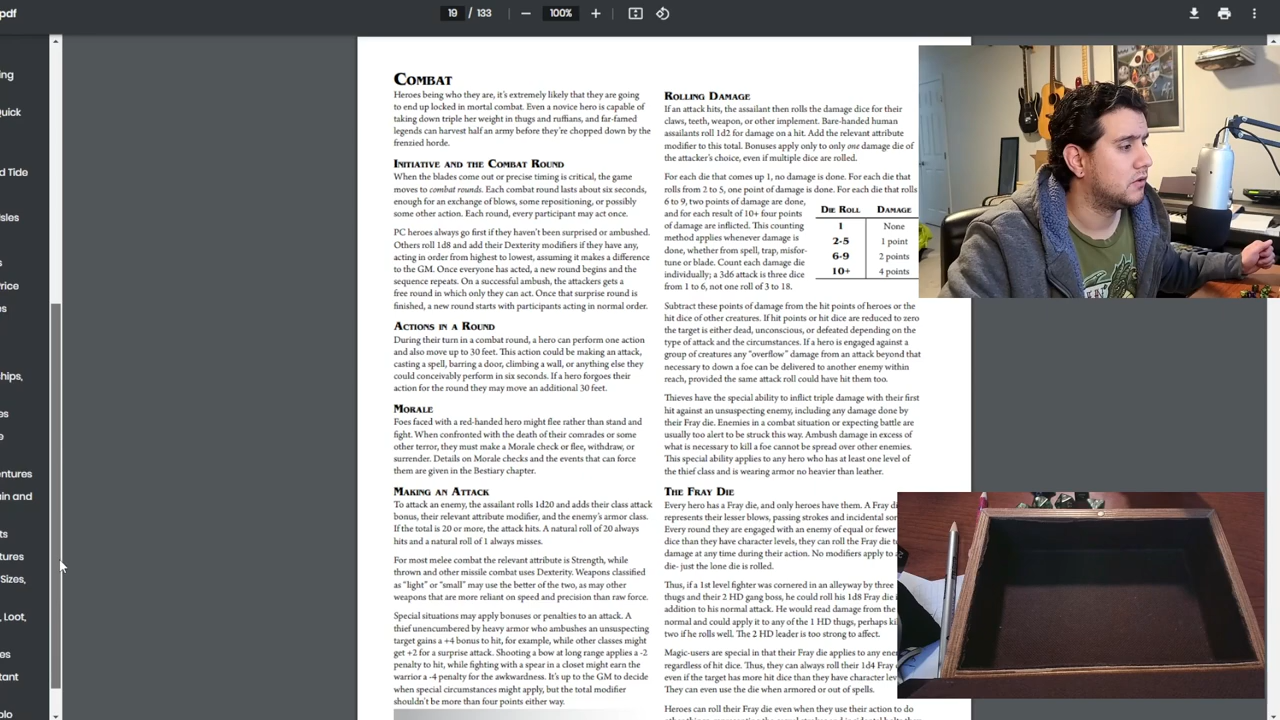 pdf
19 / 133
100%
ing
uick
d Tide
sles
s
rvice
es
ships,
es
e
entures
ain and
ts
tures
Sizes,
, Loot,
es
tant
olo
Combat
Heroes being who they are, it's extremely likely that they are going
to end up locked in mortal combat. Even a novice hero is capable of
taking down triple her weight in thugs and ruffians, and far-famed
legends can harvest half an army before they're chopped down by the
frenzied horde.
Initiative and the Combat Round
When the blades come out or precise timing is critical, the game
moves to combat rounds. Each combat round lasts about six seconds,
enough for an exchange of blows, some repositioning, or possibly
some other action. Each round, every participant may act once.
PC heroes always go first if they haven't been surprised or ambushed.
Others roll 1d8 and add their Dexterity modifiers if they have any,
acting in order from highest to lowest, assuming it makes a difference
to the GM. Once everyone has acted, a new round begins and the
sequence repeats. On a successful ambush, the attackers gets a
free round in which only they can act. Once that surprise round is
finished, a new round starts with participants acting in normal order.
Actions in a Round
During their turn in a combat round, a hero can perform one action
and also move up to 30 feet. This action could be making an attack,
casting a spell, barring a door, climbing a wall, or anything else they
could conceivably perform in six seconds. If a hero forgoes their
action for the round they may move an additional 30 feet.
Morale
Foes faced with a red-handed hero might flee rather than stand and
fight. When confronted with the death of their comrades or some
other terror, they must make a Morale check or flee, withdraw, or
surrender. Details on Morale checks and the events that can force
them are given in the Bestiary chapter.
Making an Attack
To attack an enemy, the assailant rolls 1d20 and adds their class attack
bonus, their relevant attribute modifier, and the enemy's armor class.
If the total is 20 or more, the attack hits. A natural roll of 20 always
hits and a natural roll of 1 always misses.
For most melee combat the relevant attribute is Strength, while
thrown and other missile combat uses Dexterity. Weapons classified
as "light" or "small" may use the better of the two, as may other
weapons that are more reliant on speed and precision than raw force.
Special situations may apply bonuses or penalties to an attack. A
thief unencumbered by heavy armor who ambushes an unsuspecting
target gains a +4 bonus to hit, for example, while other classes might
get +2 for a surprise attack. Shooting a bow at long range applies a -2
penalty to hit, while fighting with a spear in a closet might earn the
warrior a -4 penalty for the awkwardness. It's up to the GM to decide
when special circumstances might apply, but the total modifier
shouldn't be more than four points either way.
Rolling Damage
If an attack hits, the assailant then rolls the damage dice for their
claws, teeth, weapon, or other implement. Bare-handed human
assailants roll 1d2 for damage on a hit. Add the relevant attribute
modifier to this total. Bonuses apply only to only one damage die of
the attacker's choice, even if multiple dice are rolled.
For each die that comes up 1, no damage is done. For each die that
rolls from 2 to 5, one point of damage is done. For each die that rolls
6 to 9, two points of damage are done,
and for each result of 10+ four points
of damage are inflicted. This counting
method applies whenever damage is
done, whether from spell, trap, misfor-
tune or blade. Count each damage die
individually; a 3d6 attack is three dice
from 1 to 6, not one roll of 3 to 18.
Die Roll Damage
1 None
2-5 1 point
6-9 2 points
10+ 4 points
Subtract these points of damage from the hit points of heroes or the
hit dice of other creatures. If hit points or hit dice are reduced to zero
the target is either dead, unconscious, or defeated depending on the
type of attack and the circumstances. If a hero is engaged against a
group of creatures any "overflow" damage from an attack beyond that
necessary to down a foe can be delivered to another enemy within
reach, provided the same attack roll could have hit them too.
Thieves have the special ability to inflict triple damage with their first
hit against an unsuspecting enemy, including any damage done by
their Fray die. Enemies in a combat situation or expecting battle are
usually too alert to be struck this way. Ambush damage in excess of
what is necessary to kill a foe cannot be spread over other enemies.
This special ability applies to any hero who has at least one level of
the thief class and is wearing armor no heavier than leather.
The Fray Die
Every hero has a Fray die, and only heroes have them. A Fray di
represents their lesser blows, passing strokes and incidental sor
Every round they are engaged with an enemy of equal or fewer
dice than they have character levels, they can roll the Fray die to
damage at any time during their action. No modifiers apply to
die- just the lone die is rolled.
Thus, if a 1st level fighter was cornered in an alleyway by three
thugs and their 2 HD gang boss, he could roll his 1d8 Fray die i
addition to his normal attack. He would read damage from the
normal and could apply it to any of the 1 HD thugs, perhaps ki
two if he rolls well. The 2 HD leader is too strong to affect.
Magic-users are special in that their Fray die applies to any ene
regardless of hit dice. Thus, they can always roll their 1d4 Fray
even if the target has more hit dice than they have character lev
They can even use the die when armored or out of spells.
Heroes can roll their Fray die even when they use their action to do